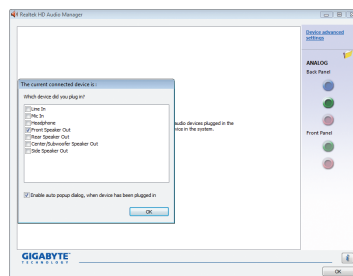 Realtek HD Audio Manager
Device advanced
settings
ANALOG
Back Panel
The current connected device is :
Which device did you plug in?
Line In
Mic In
Headphone
Front Speaker Out
Rear Speaker Out
Center/Subwoofer Speaker Out
Side Speaker Out
audio devices plugged in the
vice in the system.
Front Panel
Enable auto popup dialog, when device has been plugged in
OK
GIGABYTE
TECHNOLOGY
OK